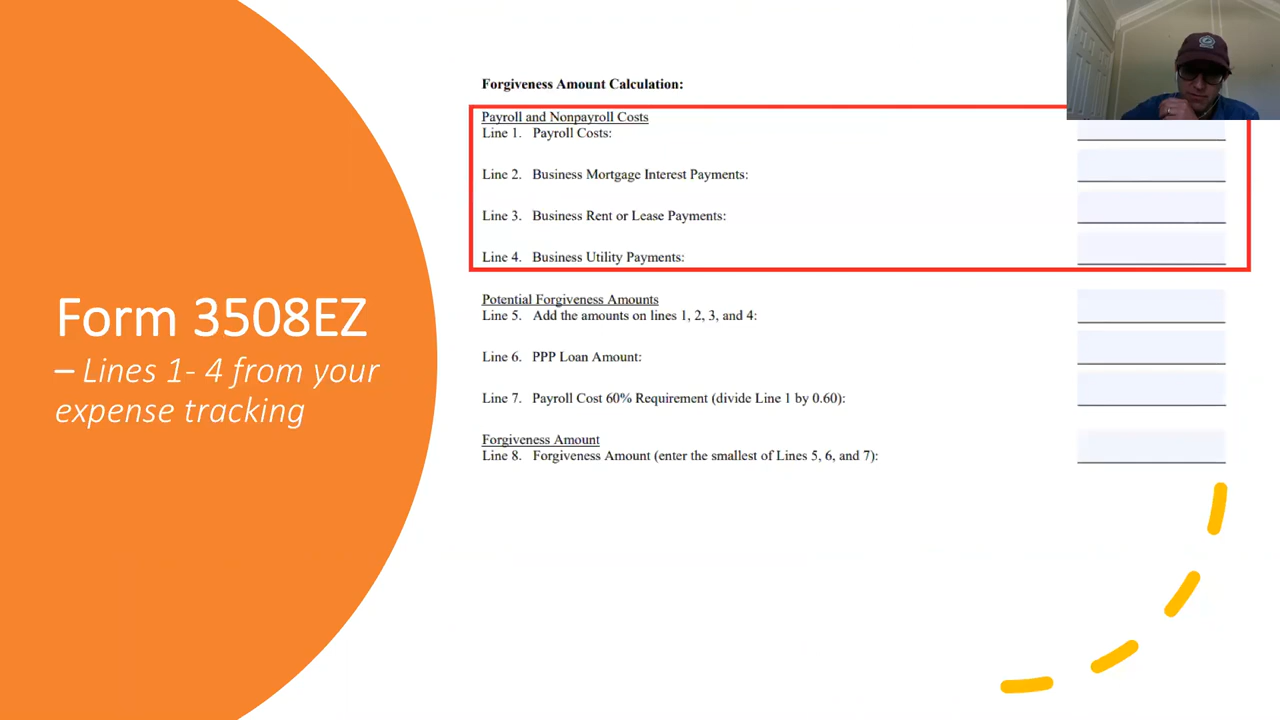 Form 3508EZ
– Lines 1- 4 from your
expense tracking
Forgiveness Amount Calculation:
Payroll and Nonpayroll Costs
Line 1. Payroll Costs:
Line 2. Business Mortgage Interest Payments:
Line 3. Business Rent or Lease Payments:
Line 4. Business Utility Payments:
Potential Forgiveness Amounts
Line 5. Add the amounts on lines 1, 2, 3, and 4:
Line 6. PPP Loan Amount:
Line 7. Payroll Cost 60% Requirement (divide Line 1 by 0.60):
Forgiveness Amount
Line 8. Forgiveness Amount (enter the smallest of Lines 5, 6, and 7):